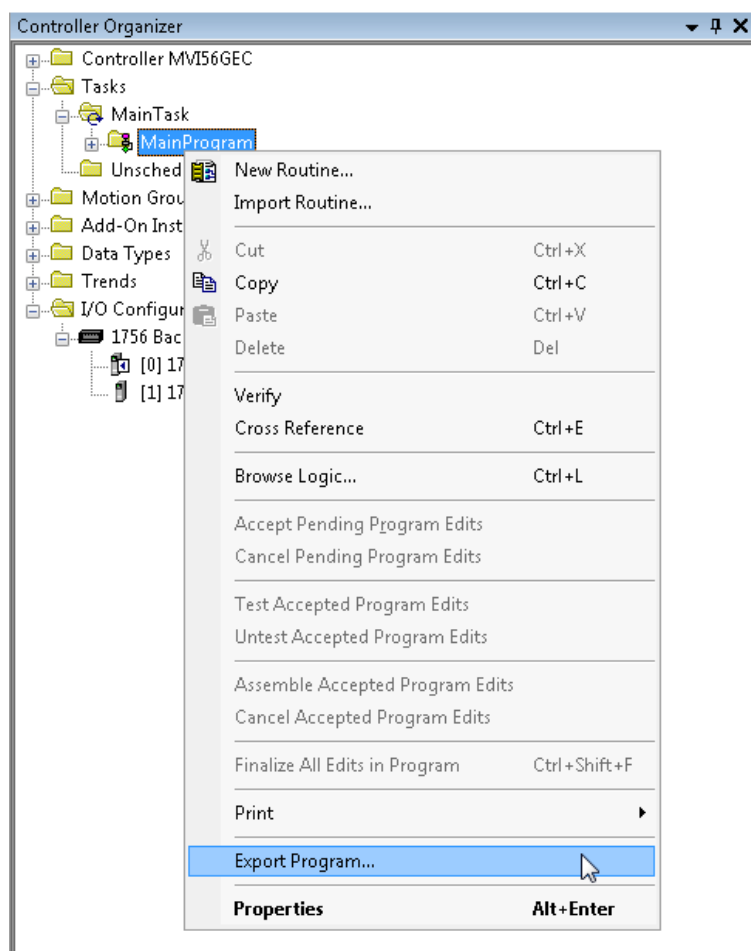 Controller Organizer
Controller MVI56GEC
Tasks
MainTask
MainProgram
Unsched
Motion Grou
Add-On Inst
Data Types
Trends
I/O Configur
1756 Bac
[0] 17
[1] 17
New Routine...
Import Routine...
Cut Ctrl+X
Copy Ctrl+C
Paste Ctrl+V
Delete Del
Verify
Cross Reference Ctrl+E
Browse Logic... Ctrl+L
Accept Pending Program Edits
Cancel Pending Program Edits
Test Accepted Program Edits
Untest Accepted Program Edits
Assemble Accepted Program Edits
Cancel Accepted Program Edits
Finalize All Edits in Program Ctrl+Shift+F
Print
Export Program...
Properties Alt+Enter